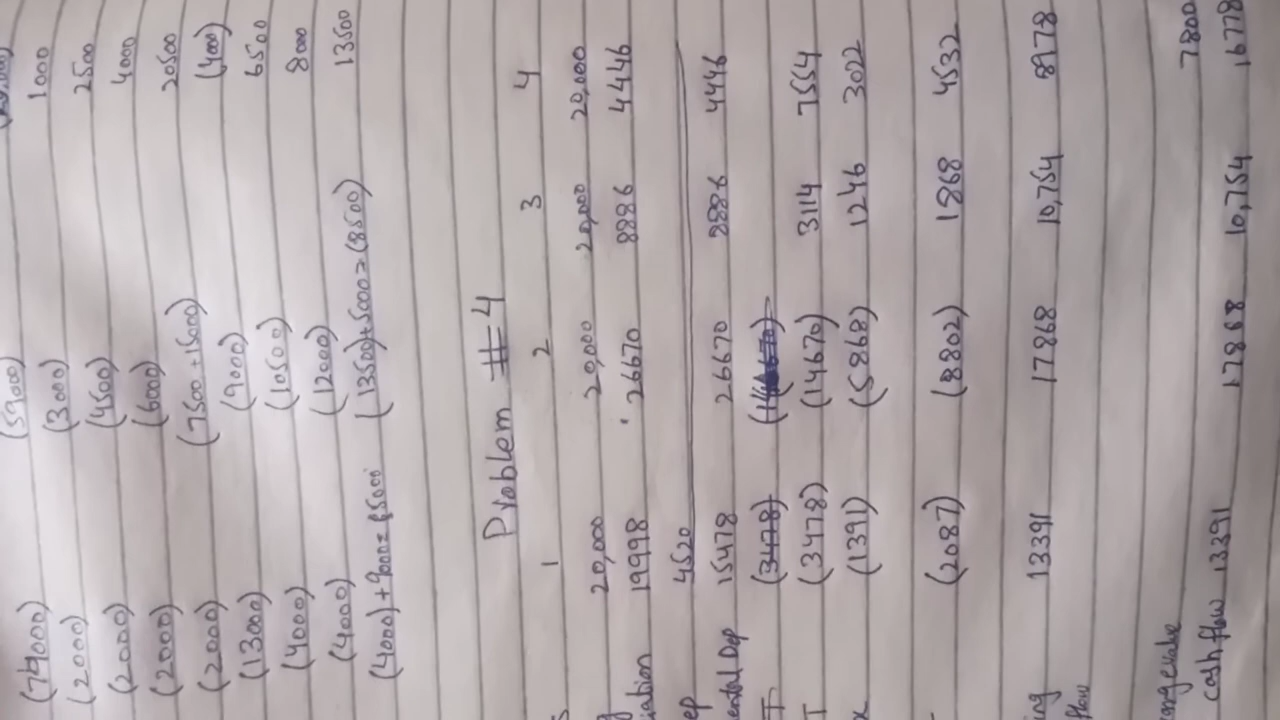 (74000) (59000)
(2000) (3000) 1000
(2000) (4500) 2500
(2000) (6000) 4000
(2000) (7500+15000) 20500
(13000) (9000) (4000)
(4000) (10500) 6500
(4000) (12000) 8000
(4000)+9000= (13500)+5000=(8500) 13500
Problem #4
1 2 3 4
20,000 20,000 20,000 20,000
iation 19998 26670 8886 4446
ep 4520
ental Dep 15478 26670 8886 4446
(3478)
T (3478) (14670) 3114 7554
(1391) (5868) 1246 3022
(2087) (8802) 1868 4532
ing 13391 17868 10,754 8978
flow
ange value 7800
cash flow 13391 17868 10,754 16778